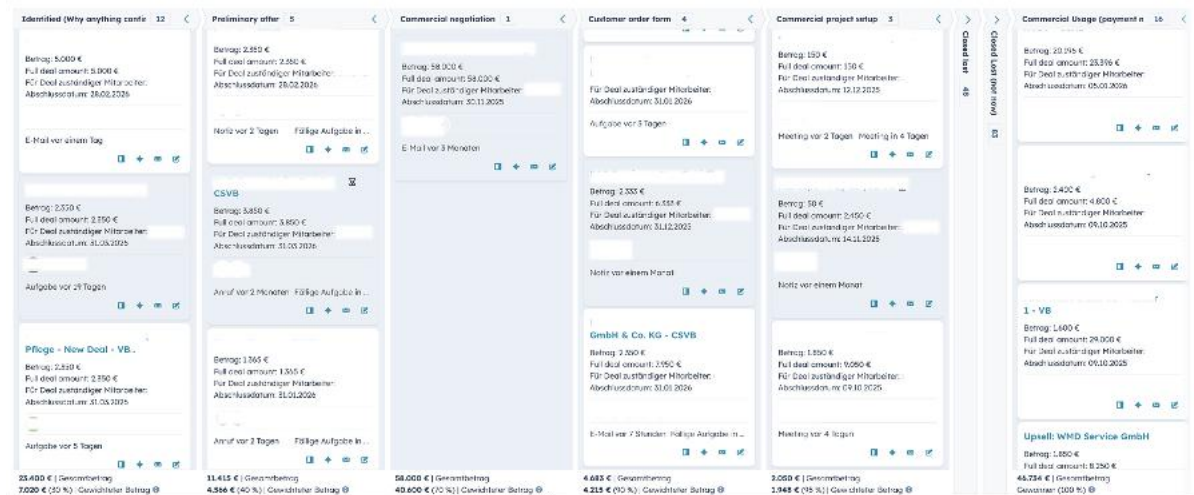 Identified (Why anything contir 12
Betrag: 5.000 €
Full deal amount: 5.000 €
Für Deal zuständiger Mitarbeiter:
Abschlussdatum: 28.02.2026
E-Mail vor einem Tag
Betrag: 2.350 €
Full deal amount: 2.350 €
Für Deal zuständiger Mitarbeiter:
Abschlussdatum: 31.03.2025
Aufgabe vor 19 Tagen
Pflege - New Deal - VB..
Betrag: 2.350 €
Full deal amount: 2.350 €
Für Deal zuständiger Mitarbeiter:
Abschlussdatum: 31.03.2026
Aufgabe vor 5 Tagen
23.400 € | Gesamtbetrag
7.020 € (30 %) | Gewichteter Betrag
Preliminary offer 5
Betrag: 2.350 €
Full deal amount: 2.350 €
Für Deal zuständiger Mitarbeiter:
Abschlussdatum: 28.02.2026
Notiz vor 2 Tagen Fällige Aufgabe in ...
CSVB
Betrag: 3.850 €
Full deal amount: 3.850 €
Für Deal zuständiger Mitarbeiter:
Abschlussdatum: 31.03.2026
Anruf vor 2 Monaten Fällige Aufgabe in ...
Betrag: 1.365 €
Full deal amount: 1.365 €
Für Deal zuständiger Mitarbeiter:
Abschlussdatum: 31.01.2026
Anruf vor 2 Tagen Fällige Aufgabe in ...
11.415 € | Gesamtbetrag
4.566 € (40 %) | Gewichteter Betrag
Commercial negotiation 1
Betrag: 58.000 €
Full deal amount: 58.000 €
Für Deal zuständiger Mitarbeiter:
Abschlussdatum: 30.11.2025
E-Mail vor 3 Monaten
58.000 € | Gesamtbetrag
40.600 € (70 %) | Gewichteter Betrag
Customer order form 4
Für Deal zuständiger Mitarbeiter:
Abschlussdatum: 31.01.2026
Aufgabe vor 3 Tagen
Betrag: 2.333 €
Full deal amount: 6.333 €
Für Deal zuständiger Mitarbeiter:
Abschlussdatum: 31.12.2025
Notiz vor einem Monat
GmbH & Co. KG - CSVB
Betrag: 2.350 €
Full deal amount: 3.950 €
Für Deal zuständiger Mitarbeiter:
Abschlussdatum: 31.01.2026
E-Mail vor 7 Stunden Fällige Aufgabe in ...
4.683 € | Gesamtbetrag
4.215 € (90 %) | Gewichteter Betrag
Commercial project setup 3
Betrag: 150 €
Full deal amount: 150 €
Für Deal zuständiger Mitarbeiter:
Abschlussdatum: 12.12.2025
Meeting vor 2 Tagen Meeting in 4 Tagen
Betrag: 50 €
Full deal amount: 2.450 €
Für Deal zuständiger Mitarbeiter:
Abschlussdatum: 14.11.2025
Notiz vor einem Monat
Betrag: 1.850 €
Full deal amount: 9.050 €
Für Deal zuständiger Mitarbeiter:
Abschlussdatum: 09.10.2025
Meeting vor 4 Tagen
2.050 € | Gesamtbetrag
1.948 € (95 %) | Gewichteter Betrag
Closed lost 48
Closed Lost (not now)
Commercial Usage (payment n 16
Betrag: 20.196 €
Full deal amount: 23.396 €
Für Deal zuständiger Mitarbeiter:
Abschlussdatum: 05.01.2026
Betrag: 2.400 €
Full deal amount: 4.800 €
Für Deal zuständiger Mitarbeiter:
Abschlussdatum: 09.10.2025
1 - VB
Betrag: 1.600 €
Full deal amount: 29.000 €
Für Deal zuständiger Mitarbeiter:
Abschlussdatum: 09.10.2025
Upsell: WMD Service GmbH
Betrag: 1.850 €
Full deal amount: 8.250 €
46.734 € | Gesamtbetrag
Gewonnen (100 %)